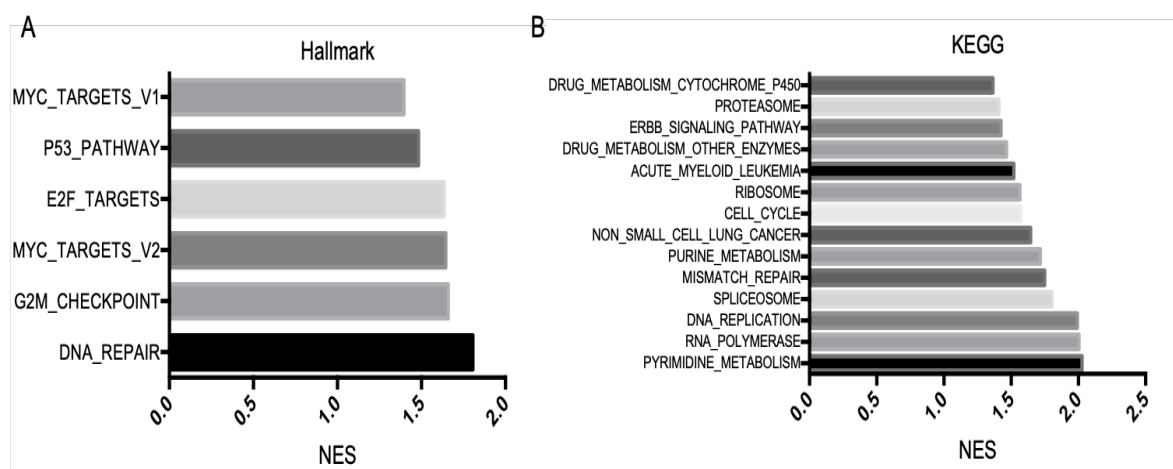 A
Hallmark
MYC_TARGETS_V1
P53_PATHWAY
E2F_TARGETS
MYC_TARGETS_V2
G2M_CHECKPOINT
DNA_REPAIR
0.0 0.5 1.0 1.5 2.0
NES
B
KEGG
DRUG_METABOLISM_CYTOCHROME_P450
PROTEASOME
ERBB_SIGNALING_PATHWAY
DRUG_METABOLISM_OTHER_ENZYMES
ACUTE_MYELOID_LEUKEMIA
RIBOSOME
CELL_CYCLE
NON_SMALL_CELL_LUNG_CANCER
PURINE_METABOLISM
MISMATCH_REPAIR
SPLICEOSOME
DNA_REPLICATION
RNA_POLYMERASE
PYRIMIDINE_METABOLISM
0.0 0.5 1.0 1.5 2.0 2.5
NES